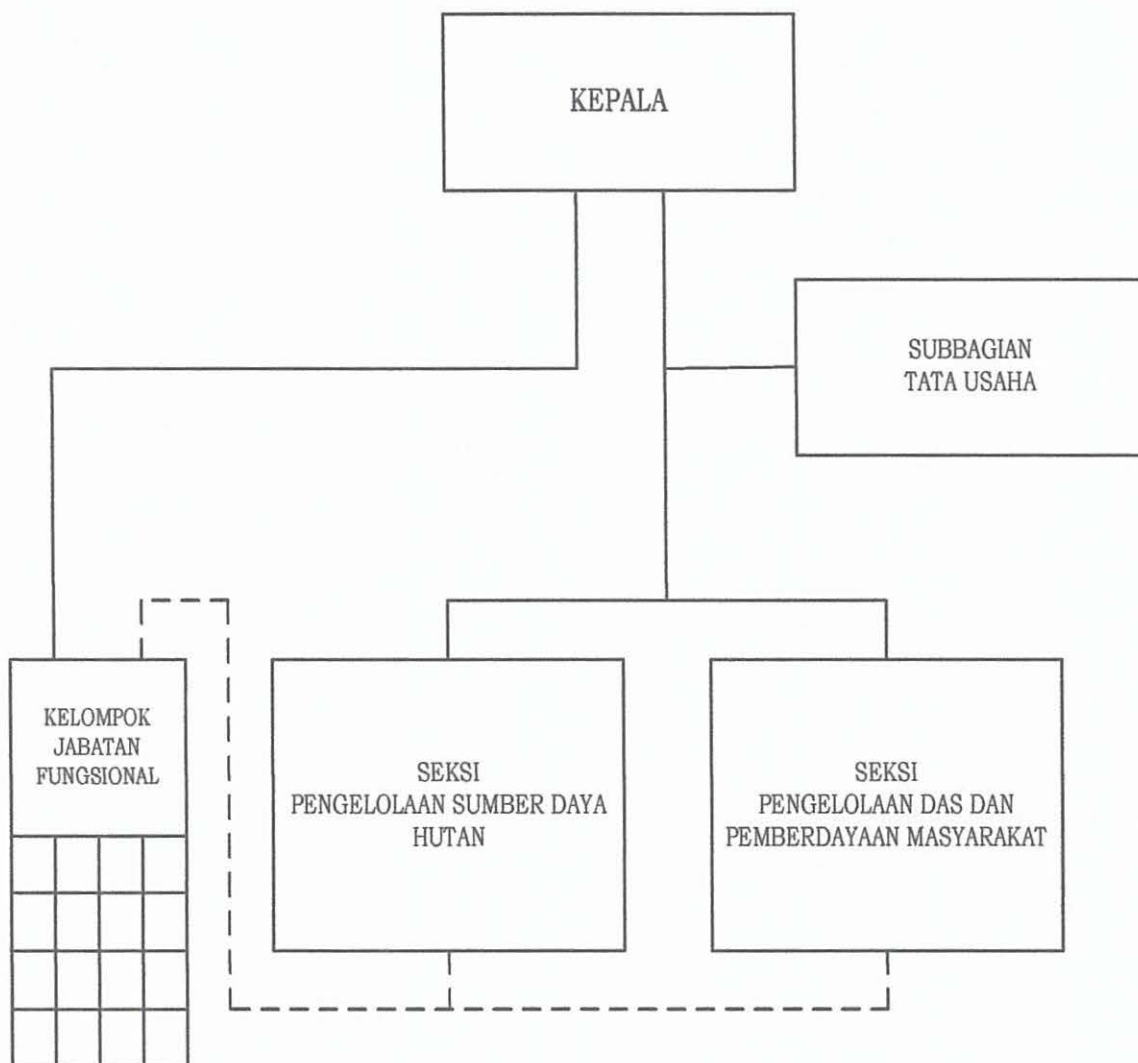 KEPALA
SUBBAGIAN
TATA USAHA
KELOMPOK
JABATAN
FUNGSIONAL
SEKSI
PENGELOLAAN SUMBER DAYA
HUTAN
SEKSI
PENGELOLAAN DAS DAN
PEMBERDAYAAN MASYARAKAT